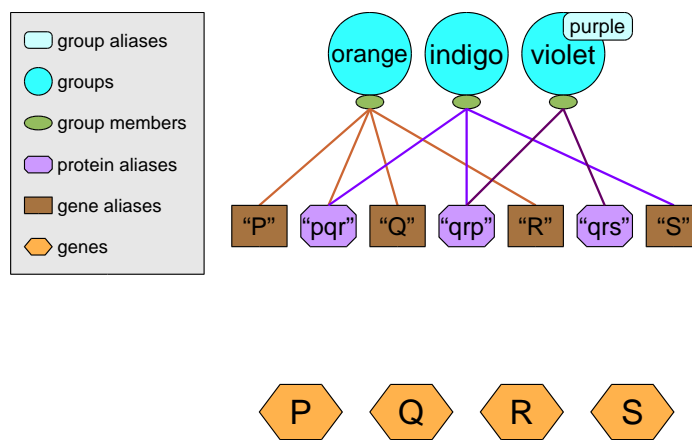 group aliases
groups
group members
protein aliases
gene aliases
genes
purple
orange
indigo
violet
“P”
“pqr”
“Q”
“qrp”
“R”
“qrs”
“S”
P
Q
R
S